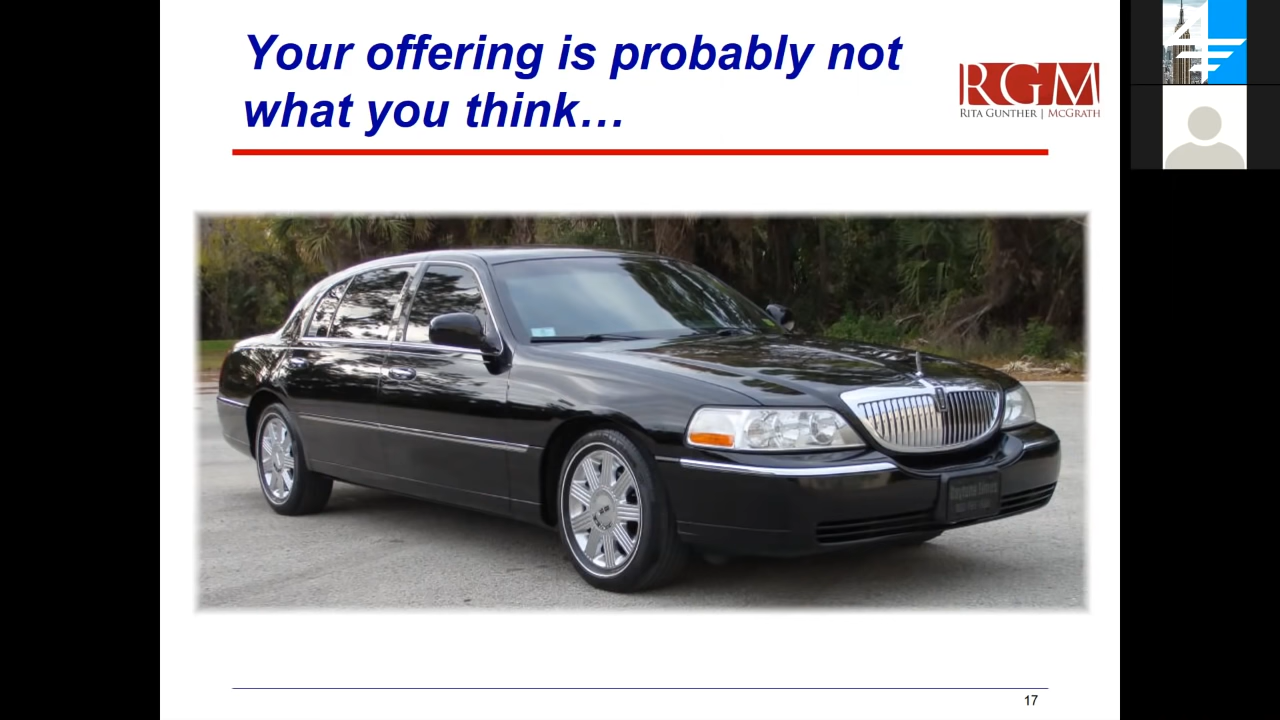 Your offering is probably not
what you think...
RGM
RITA GUNTHER | McGRATH
17